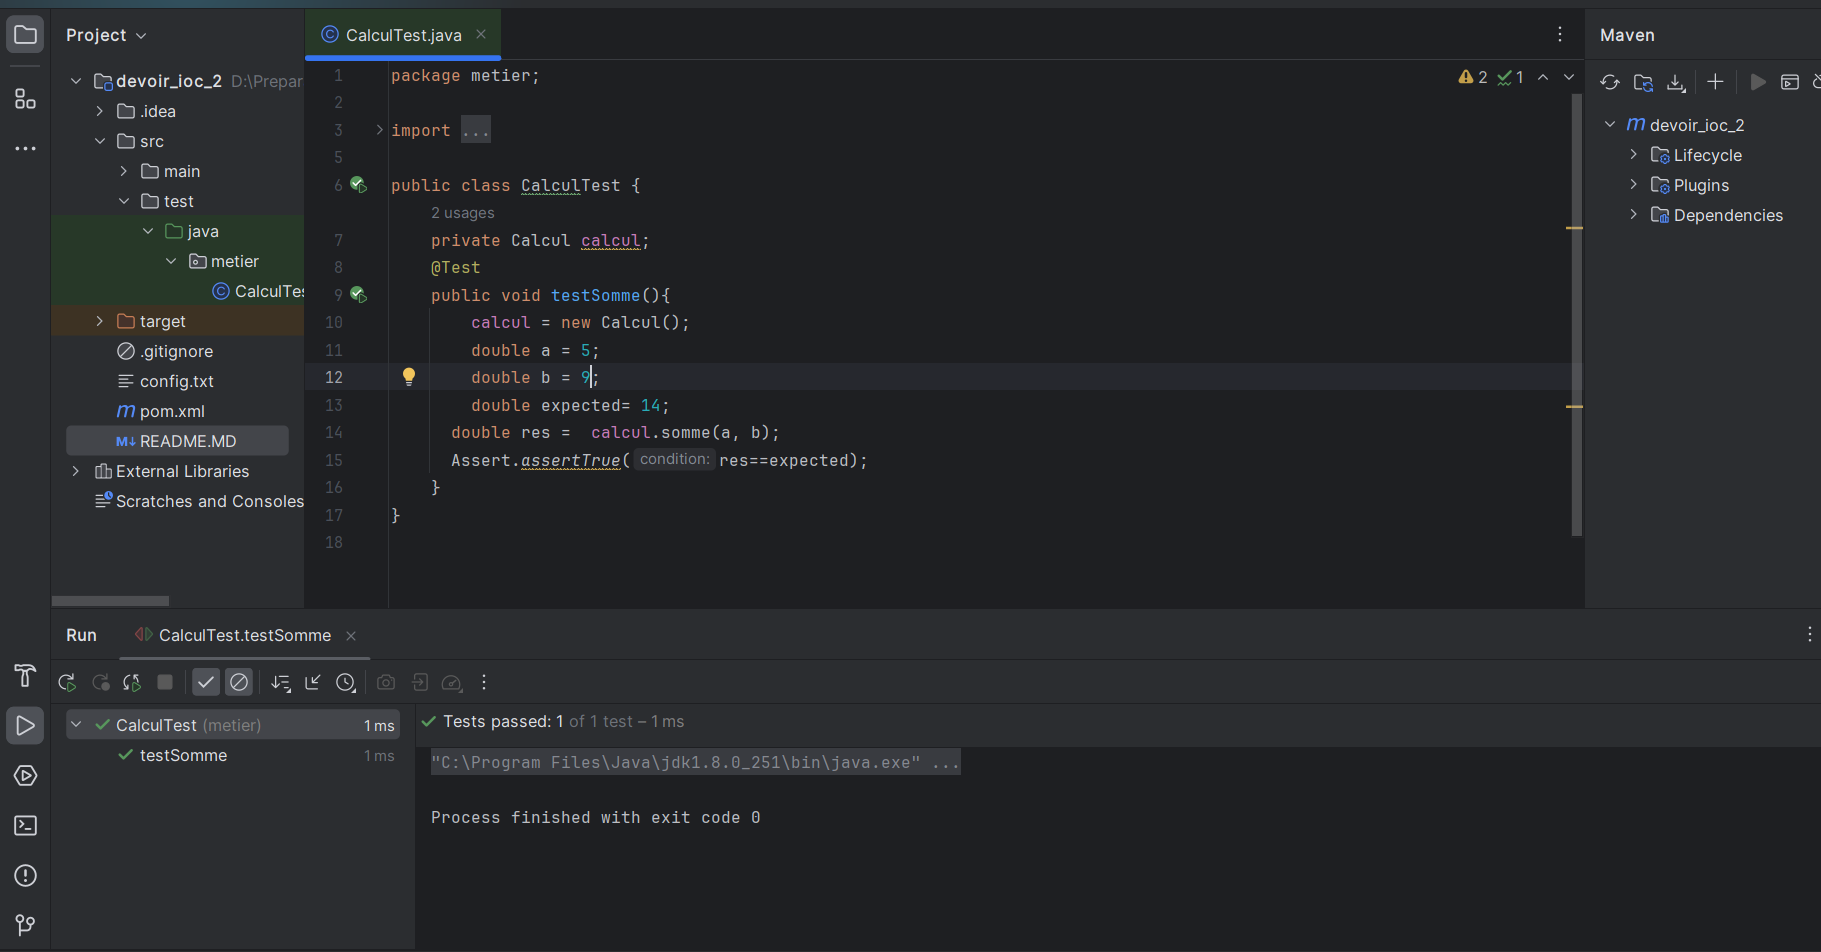 Project
devoir_ioc_2 D:\Prepar
.idea
src
main
test
java
metier
CalculTes
target
.gitignore
config.txt
m pom.xml
M↓ README.MD
External Libraries
Scratches and Consoles
CalculTest.java
1 package metier;
2
3 import ...
5
6 public class CalculTest {
2 usages
7 private Calcul calcul;
8 @Test
9 public void testSomme(){
10 calcul = new Calcul();
11 double a = 5;
12 double b = 9;
13 double expected= 14;
14 double res = calcul.somme(a, b);
15 Assert.assertTrue( condition: res==expected);
16 }
17 }
18
2 1
Maven
m devoir_ioc_2
Lifecycle
Plugins
Dependencies
Run CalculTest.testSomme
CalculTest (metier) 1 ms
testSomme 1 ms
Tests passed: 1 of 1 test – 1 ms
"C:\Program Files\Java\jdk1.8.0_251\bin\java.exe" ...
Process finished with exit code 0